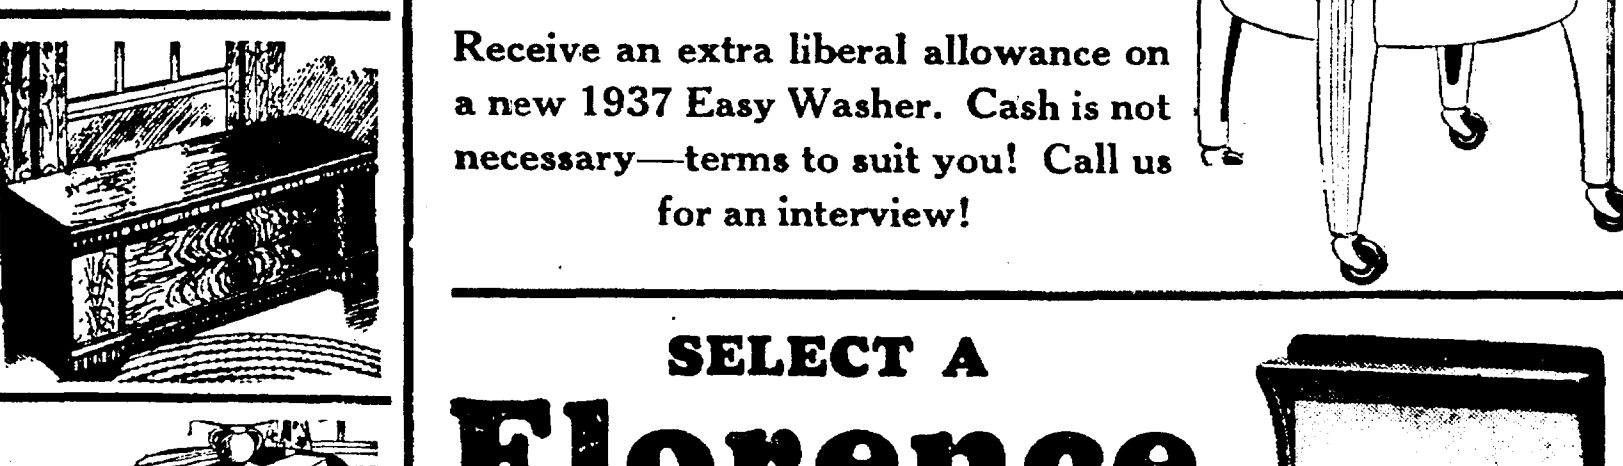 Receive an extra liberal allowance on
a new 1937 Easy Washer. Cash is not
necessary—terms to suit you! Call us
for an interview!
SELECT A
Florence